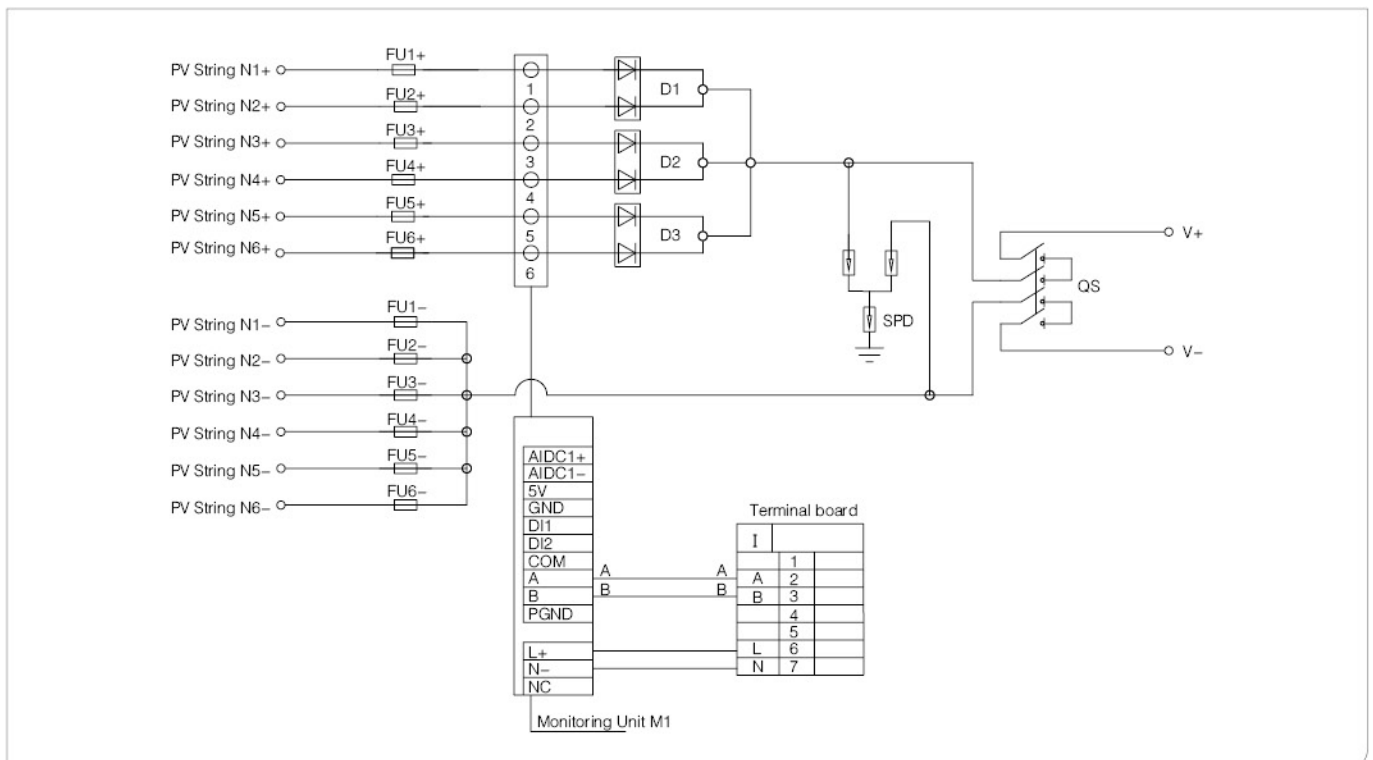 PV String N1+
FU1+
PV String N2+
FU2+
PV String N3+
FU3+
PV String N4+
FU4+
PV String N5+
FU5+
PV String N6+
FU6+
1
2
3
4
5
6
D1
D2
D3
SPD
QS
V+
V−
PV String N1−
FU1−
PV String N2−
FU2−
PV String N3−
FU3−
PV String N4−
FU4−
PV String N5−
FU5−
PV String N6−
FU6−
AIDC1+
AIDC1−
5V
GND
DI1
DI2
COM
A
B
PGND
L+
N−
NC
A A
B B
Monitoring Unit M1
Terminal board
I
1
A 2
B 3
4
5
L 6
N 7